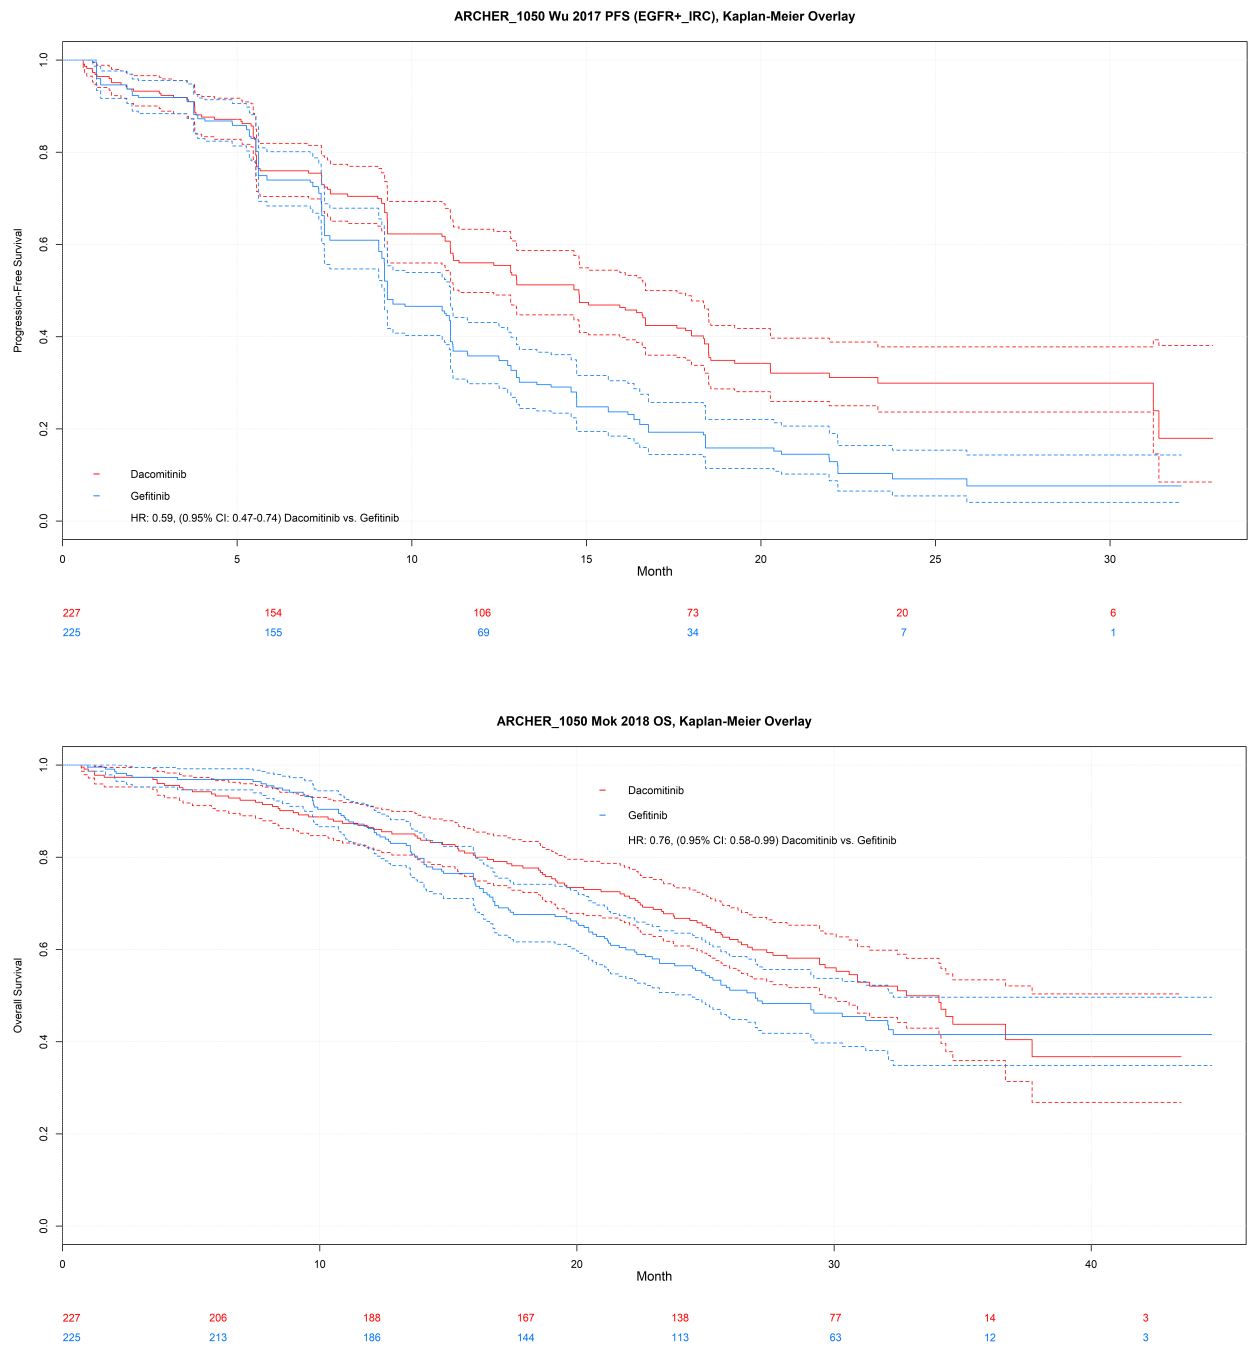 ARCHER_1050 Wu 2017 PFS (EGFR+_IRC), Kaplan-Meier Overlay
Progression-Free Survival
1.0
0.8
0.6
0.4
0.2
0.0
Dacomitinib
Gefitinib
HR: 0.59, (0.95% CI: 0.47-0.74) Dacomitinib vs. Gefitinib
0 5 10 15 20 25 30
Month
227 154 106 73 20 6
225 155 69 34 7 1
ARCHER_1050 Mok 2018 OS, Kaplan-Meier Overlay
Overall Survival
1.0
0.8
0.6
0.4
0.2
0.0
Dacomitinib
Gefitinib
HR: 0.76, (0.95% CI: 0.58-0.99) Dacomitinib vs. Gefitinib
0 10 20 30 40
Month
227 206 188 167 138 77 14 3
225 213 186 144 113 63 12 3